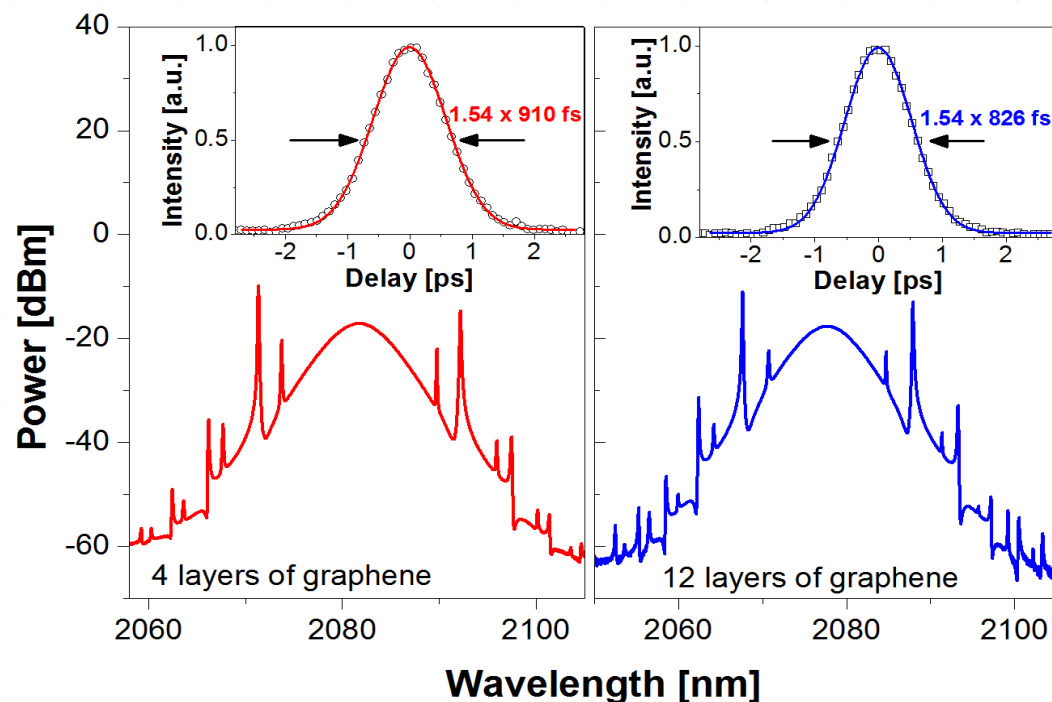 Power [dBm]
40
20
0
-20
-40
-60
Intensity [a.u.]
1.0
0.5
0.0
1.54 x 910 fs
-2 -1 0 1 2
Delay [ps]
4 layers of graphene
2060 2080 2100
Intensity [a.u.]
1.0
0.5
0.0
1.54 x 826 fs
-2 -1 0 1 2
Delay [ps]
12 layers of graphene
2060 2080 2100
Wavelength [nm]